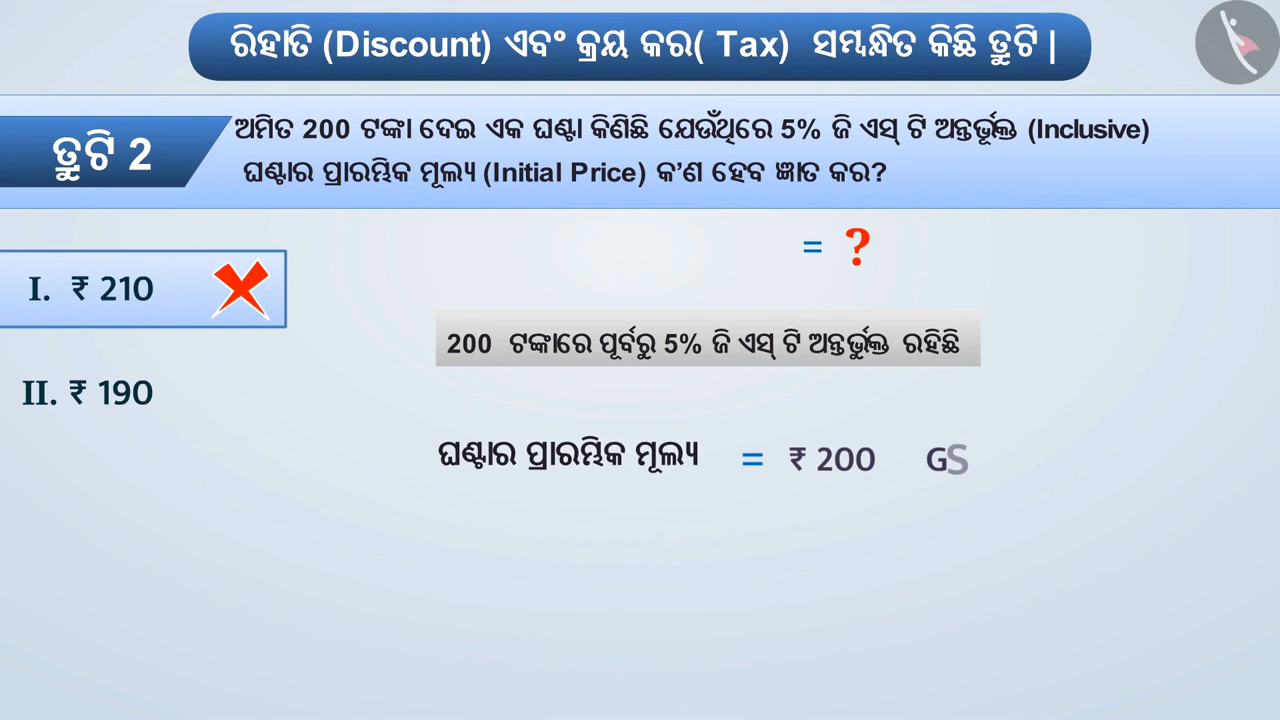 ରିହାତି (Discount) ଏବଂ କ୍ରୟ କର( Tax) ସମ୍ବନ୍ଧିତ କିଛି ତ୍ରୁଟି |
ତ୍ରୁଟି 2
ଅମିତ 200 ଟଙ୍କା ଦେଇ ଏକ ଘଣ୍ଟା କିଣିଛି ଯେଉଁଥିରେ 5% ଜି ଏସ୍ ଟି ଅନ୍ତର୍ଭୂକ୍ତ (Inclusive)
ଘଣ୍ଟାର ପ୍ରାରମ୍ଭିକ ମୂଲ୍ୟ (Initial Price) କ'ଣ ହେବ ଜ୍ଞାତ କର?
= ?
I. ₹ 210
200 ଟଙ୍କାରେ ପୂର୍ବରୁ 5% ଜି ଏସ୍ ଟି ଅନ୍ତର୍ଭୁକ୍ତ ରହିଛି
II. ₹ 190
ଘଣ୍ଟାର ପ୍ରାରମ୍ଭିକ ମୂଲ୍ୟ = ₹ 200 GS